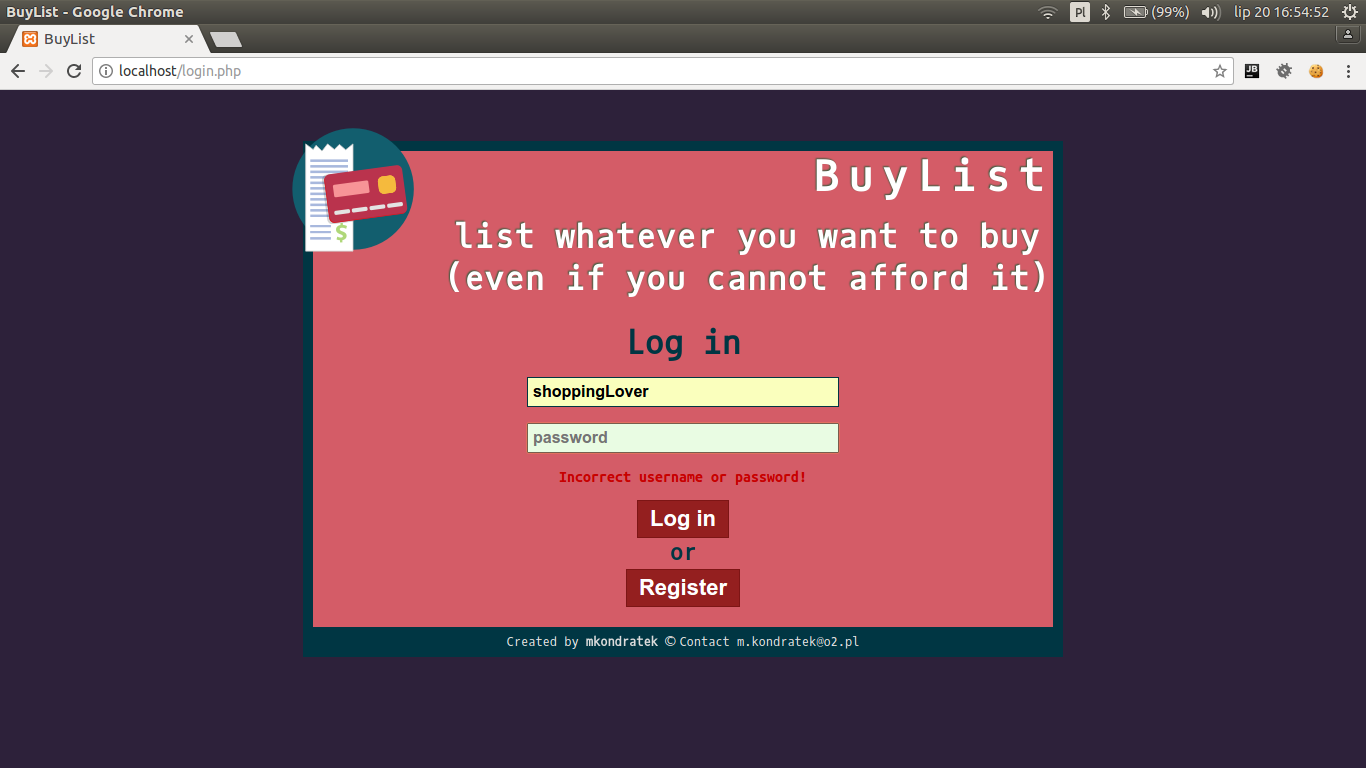 BuyList - Google Chrome
Pl (99%) lip 20 16:54:52
BuyList
localhost/login.php
JB
BuyList
list whatever you want to buy
(even if you cannot afford it)
$
Log in
shoppingLover
password
Incorrect username or password!
Log in
or
Register
Created by mkondratek © Contact m.kondratek@o2.pl